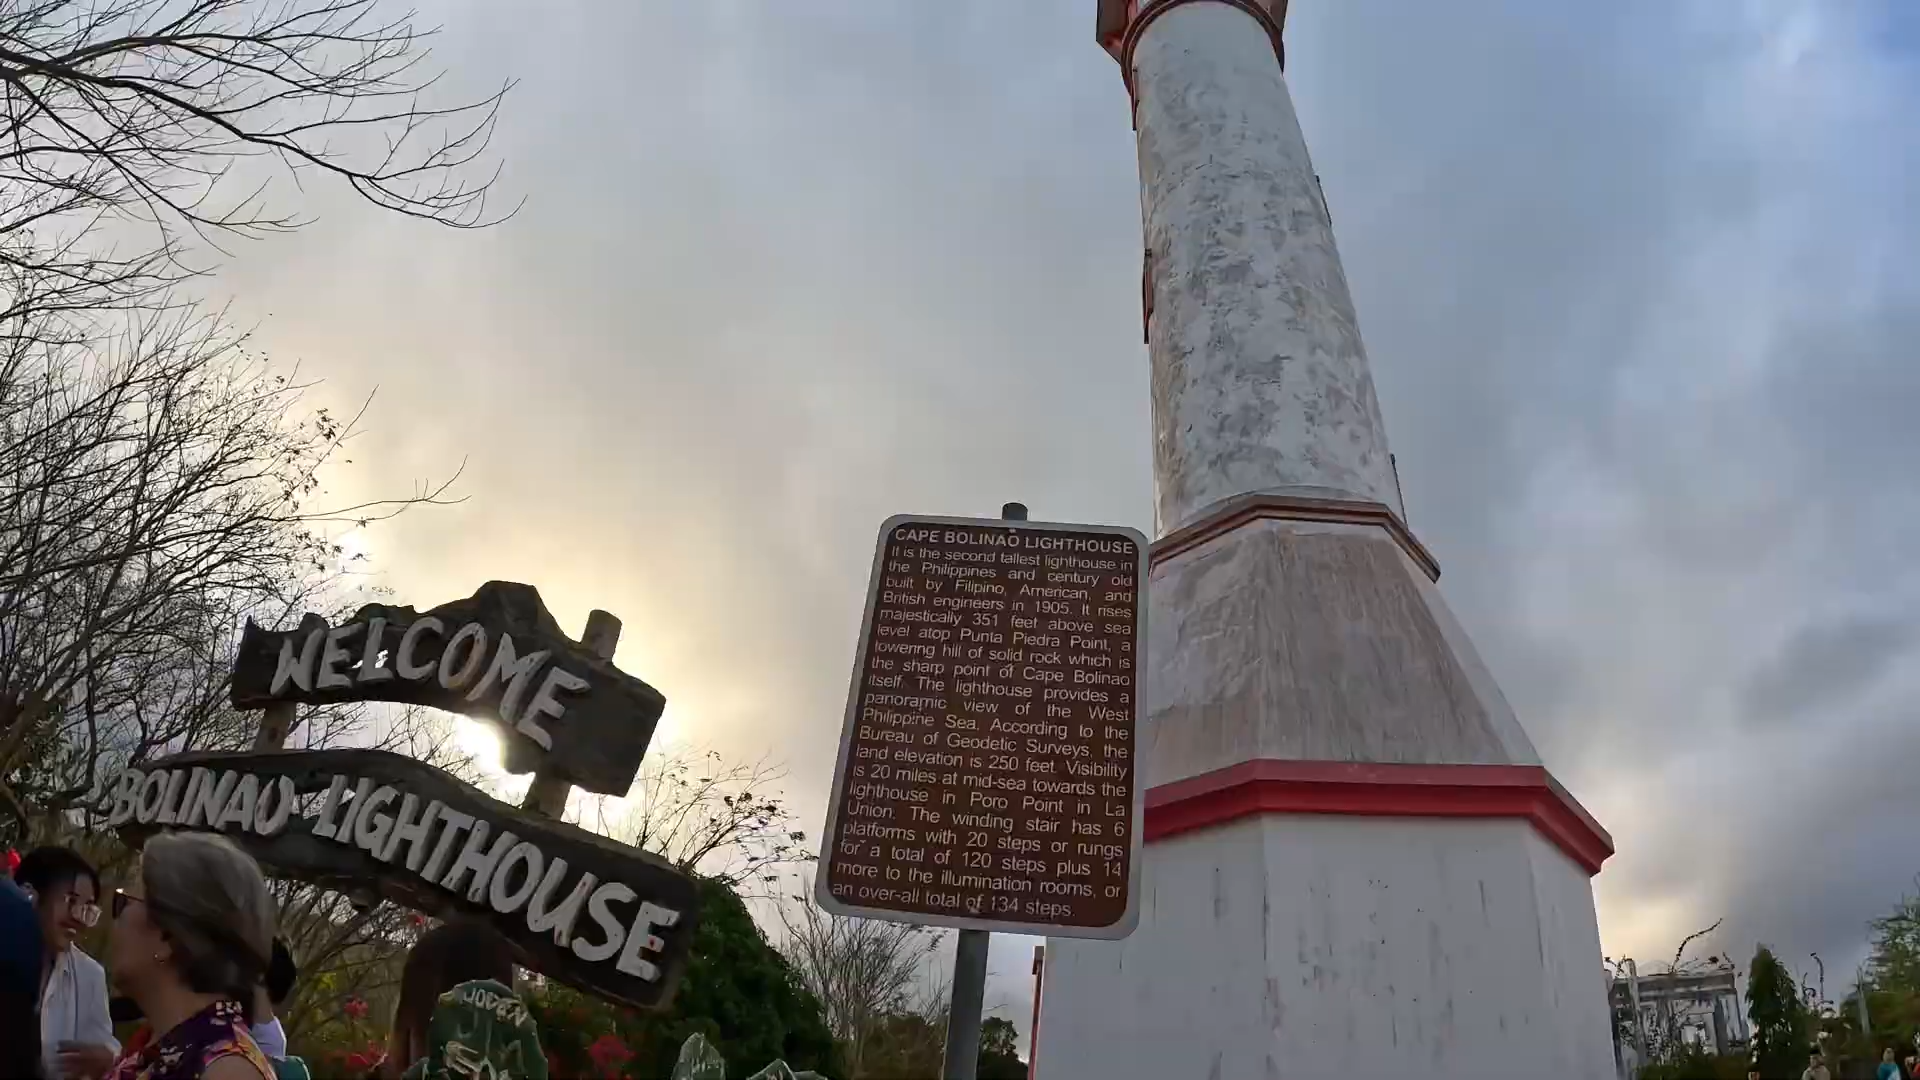 WELCOME
BOLINAO LIGHTHOUSE
CAPE BOLINAO LIGHTHOUSE
It is the second tallest lighthouse in
the Philippines and century old
built by Filipino, American, and
British engineers in 1905. It rises
majestically 351 feet above sea
level atop Punta Piedra Point, a
towering hill of solid rock which is
the sharp point of Cape Bolinao
itself. The lighthouse provides a
panoramic view of the West
Philippine Sea. According to the
Bureau of Geodetic Surveys, the
land elevation is 250 feet. Visibility
is 20 miles at mid-sea towards the
lighthouse in Poro Point in La
Union. The winding stair has 6
platforms with 20 steps or rungs
for a total of 120 steps plus 14
more to the illumination rooms, or
an over-all total of 134 steps.